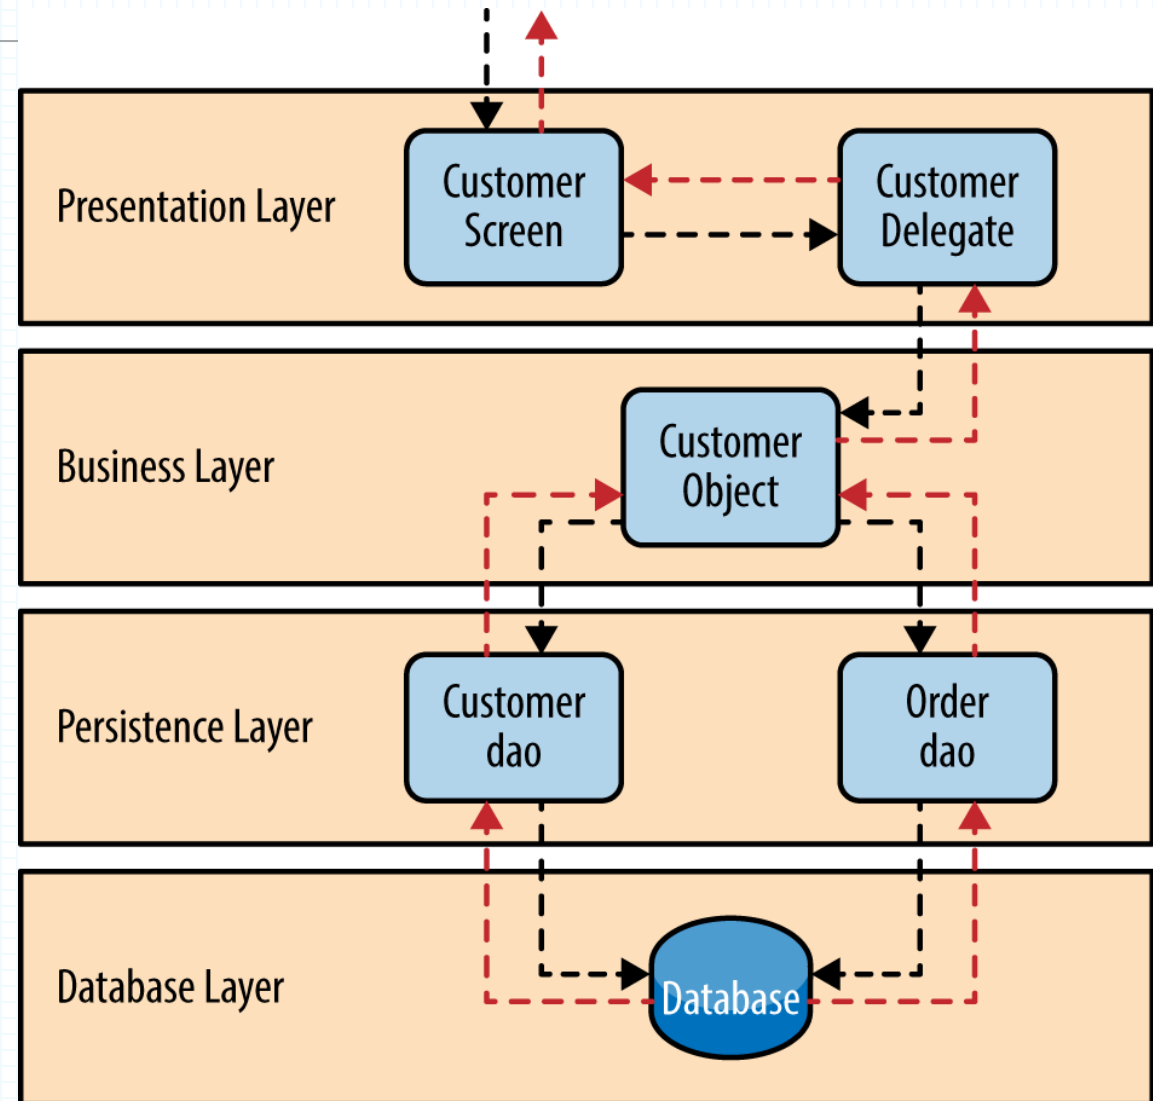 Presentation Layer
Customer
Screen
Customer
Delegate
Business Layer
Customer
Object
Persistence Layer
Customer
dao
Order
dao
Database Layer
Database